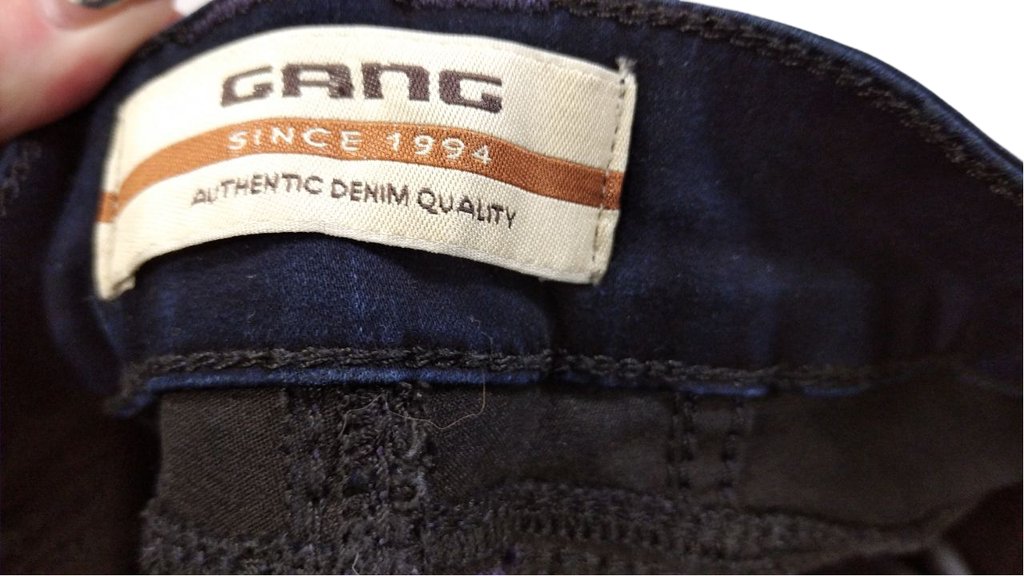 GANG
SINCE 1994
AUTHENTIC DENIM QUALITY